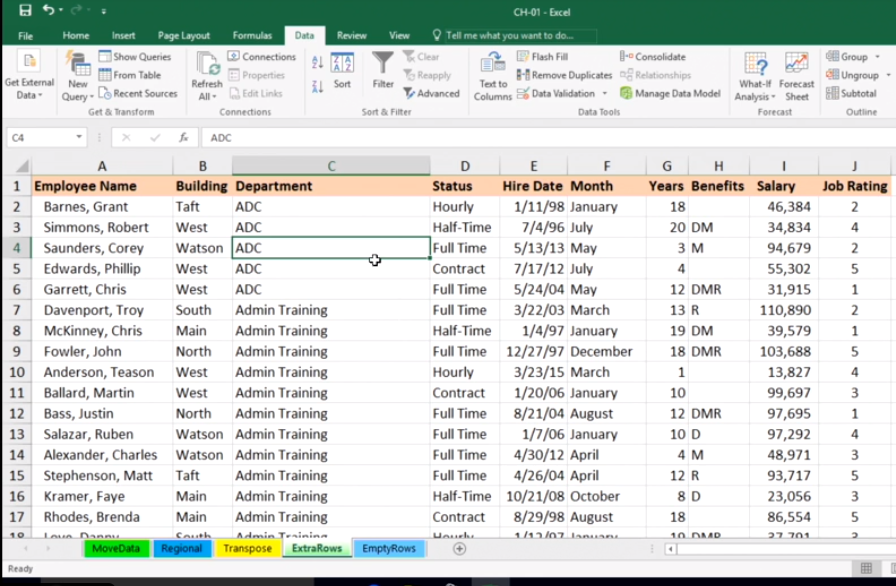 CH-01 - Excel
File Home Insert Page Layout Formulas Data Review View Tell me what you want to do...
Get External Data
New Query
Show Queries
From Table
Recent Sources
Get & Transform
Refresh All
Connections
Properties
Edit Links
Connections
Sort
Filter
Clear
Reapply
Advanced
Sort & Filter
Text to Columns
Flash Fill
Remove Duplicates
Data Validation
Consolidate
Relationships
Manage Data Model
Data Tools
What-If Analysis
Forecast Sheet
Forecast
Group
Ungroup
Subtotal
Outline
C4 fx ADC
A B C D E F G H I J
1 Employee Name Building Department Status Hire Date Month Years Benefits Salary Job Rating
2 Barnes, Grant Taft ADC Hourly 1/11/98 January 18 46,384 2
3 Simmons, Robert West ADC Half-Time 7/4/96 July 20 DM 34,834 4
4 Saunders, Corey Watson ADC Full Time 5/13/13 May 3 M 94,679 2
5 Edwards, Phillip West ADC Contract 7/17/12 July 4 55,302 5
6 Garrett, Chris West ADC Full Time 5/24/04 May 12 DMR 31,915 1
7 Davenport, Troy South Admin Training Full Time 3/22/03 March 13 R 110,890 2
8 McKinney, Chris Main Admin Training Half-Time 1/4/97 January 19 DM 39,579 1
9 Fowler, John North Admin Training Full Time 12/27/97 December 18 DMR 103,688 5
10 Anderson, Teason West Admin Training Hourly 3/23/15 March 1 13,827 4
11 Ballard, Martin West Admin Training Contract 1/20/06 January 10 99,697 3
12 Bass, Justin North Admin Training Full Time 8/21/04 August 12 DMR 97,695 1
13 Salazar, Ruben Watson Admin Training Full Time 1/7/06 January 10 D 97,292 4
14 Alexander, Charles Watson Admin Training Full Time 4/30/12 April 4 M 48,971 3
15 Stephenson, Matt Taft Admin Training Full Time 4/26/04 April 12 R 93,717 5
16 Kramer, Faye Main Admin Training Half-Time 10/21/08 October 8 D 23,056 3
17 Rhodes, Brenda Main Admin Training Contract 8/29/98 August 18 86,554 5
MoveData Regional Transpose ExtraRows EmptyRows
Ready